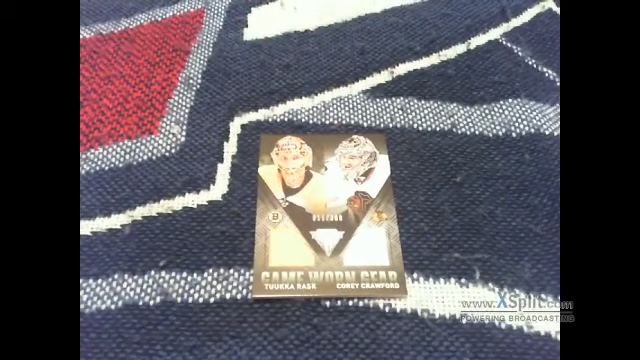 GAME WORN GEAR
TUUKKA RASK
COREY CRAWFORD
www.XSplit.com
POWERING BROADCASTING